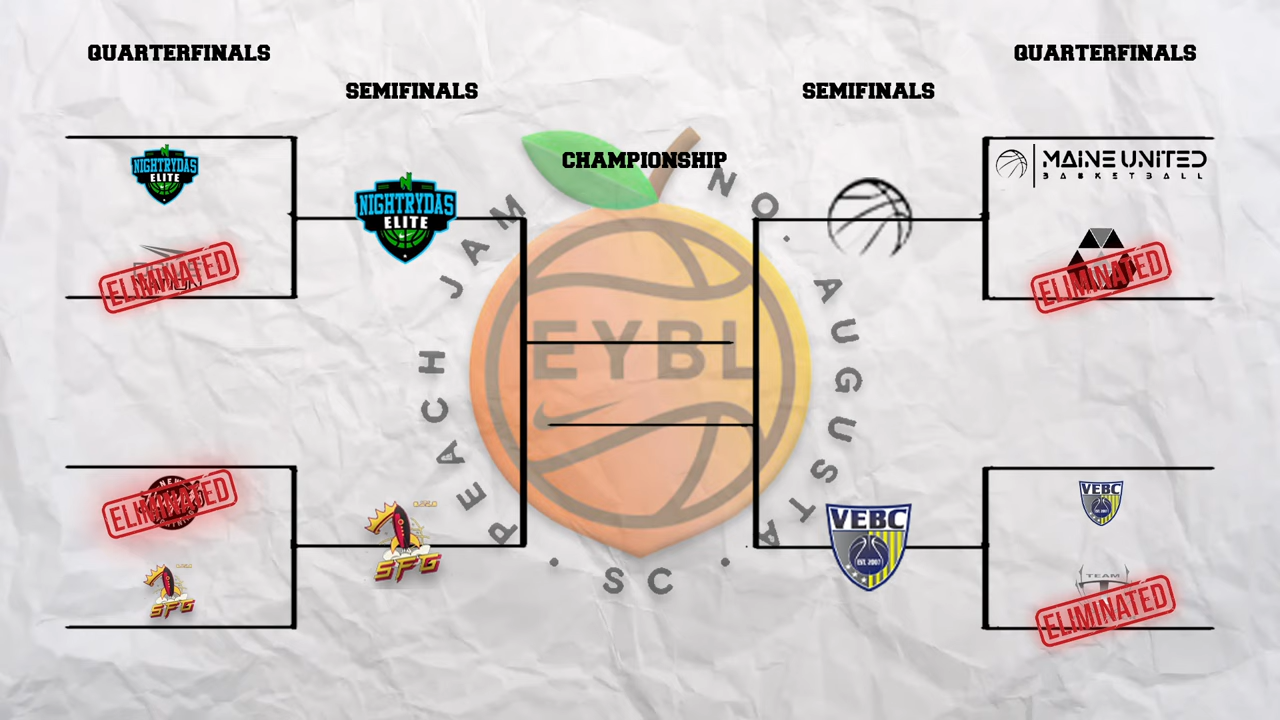 QUARTERFINALS
QUARTERFINALS
SEMIFINALS
SEMIFINALS
CHAMPIONSHIP
NIGHTRYDAS
ELITE
ELIMINATED
NIGHTRYDAS
ELITE
MAINE UNITED
BASKETBALL
ELIMINATED
PEACH JAM · NO. AUGUSTA · SC ·
EYBL
ELIMINATED
SFG
SFG
VEBC
EST. 2007
VEBC
TEAM
ELIMINATED